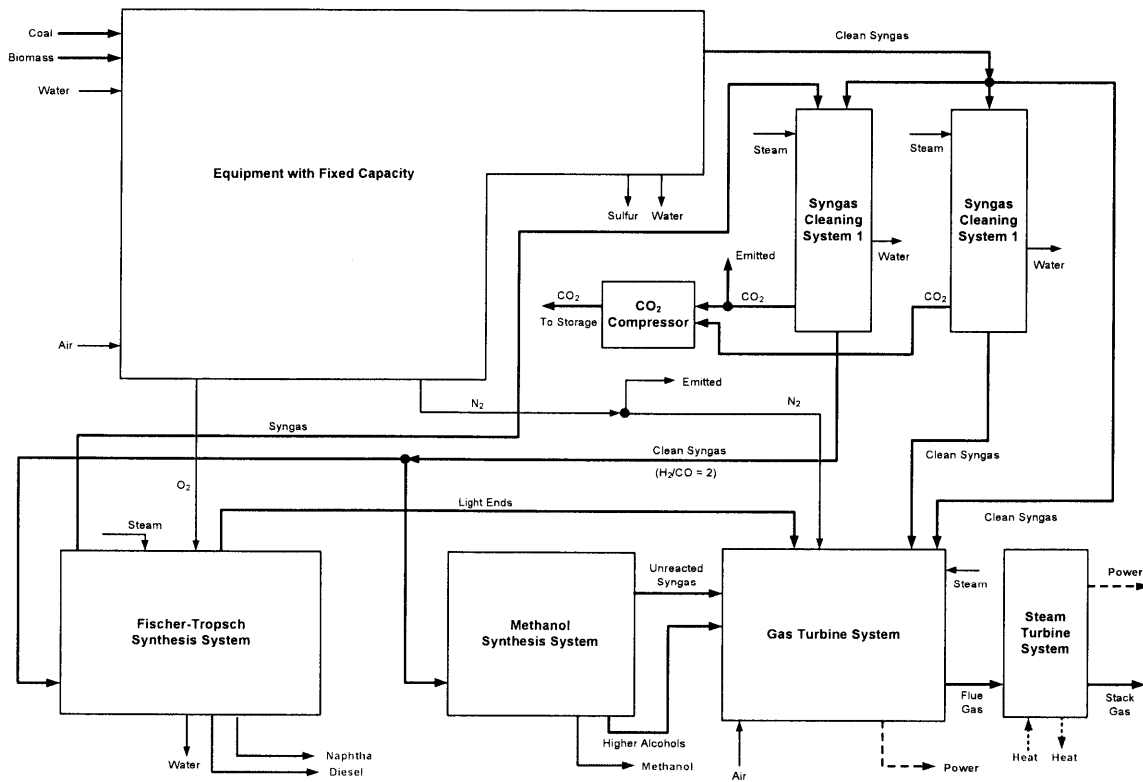 Coal
Biomass
Water
Clean Syngas
Equipment with Fixed Capacity
Steam
Steam
Syngas
Cleaning
System 1
Syngas
Cleaning
System 1
Sulfur
Water
Water
Water
Emitted
CO₂
To Storage
CO₂
Compressor
CO₂
CO₂
Air
N₂
Emitted
N₂
Syngas
Clean Syngas
(H₂/CO = 2)
Clean Syngas
O₂
Light Ends
Clean Syngas
Steam
Fischer-Tropsch
Synthesis System
Methanol
Synthesis System
Unreacted
Syngas
Gas Turbine System
Steam
Steam
Turbine
System
Power
Flue
Gas
Stack
Gas
Water
Naphtha
Diesel
Higher Alcohols
Methanol
Air
Power
Heat
Heat